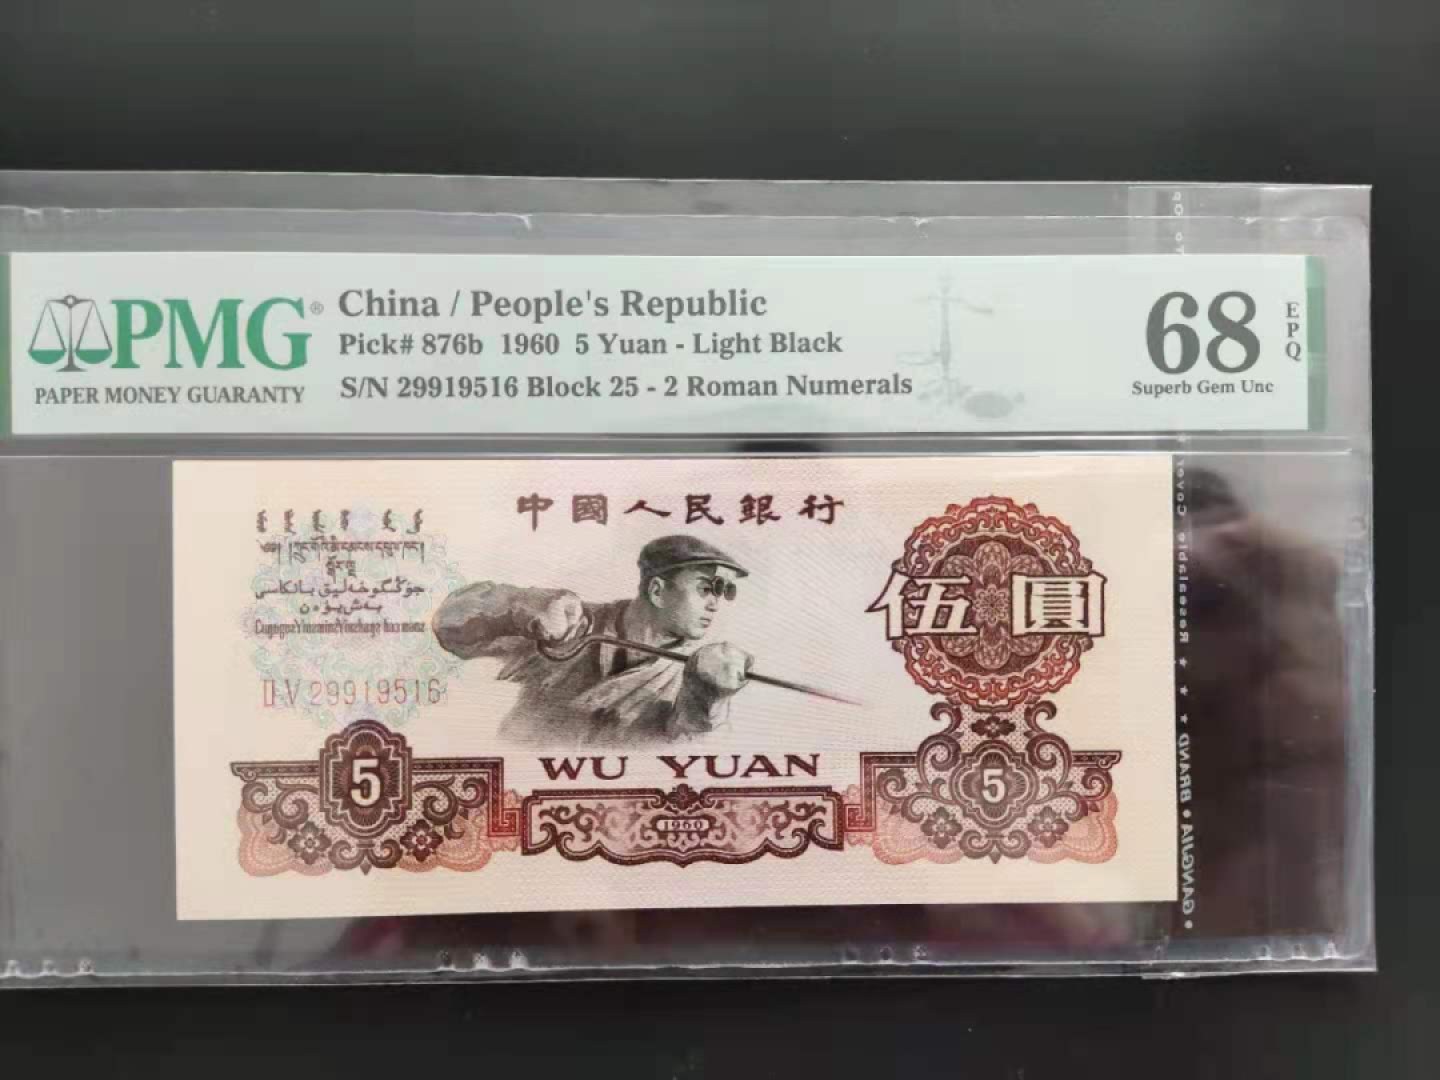 PMG®
PAPER MONEY GUARANTY
China / People's Republic
Pick# 876b 1960 5 Yuan - Light Black
S/N 29919516 Block 25 - 2 Roman Numerals
68
EPQ
Superb Gem Unc
中國人民銀行
伍圓
II V 29919516
5
WU YUAN
5
1960